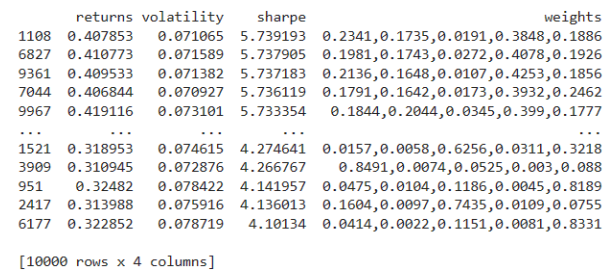 returns volatility sharpe weights
1108 0.407853 0.071065 5.739193 0.2341,0.1735,0.0191,0.3848,0.1886
6827 0.410773 0.071589 5.737905 0.1981,0.1743,0.0272,0.4078,0.1926
9361 0.409533 0.071382 5.737183 0.2136,0.1648,0.0107,0.4253,0.1856
7044 0.406844 0.070927 5.736119 0.1791,0.1642,0.0173,0.3932,0.2462
9967 0.419116 0.073101 5.733354 0.1844,0.2044,0.0345,0.399,0.1777
... ... ... ... ...
1521 0.318953 0.074615 4.274641 0.0157,0.0058,0.6256,0.0311,0.3218
3909 0.310945 0.072876 4.266767 0.8491,0.0074,0.0525,0.003,0.088
951 0.32482 0.078422 4.141957 0.0475,0.0104,0.1186,0.0045,0.8189
2417 0.313988 0.075916 4.136013 0.1604,0.0097,0.7435,0.0109,0.0755
6177 0.322852 0.078719 4.10134 0.0414,0.0022,0.1151,0.0081,0.8331
[10000 rows x 4 columns]